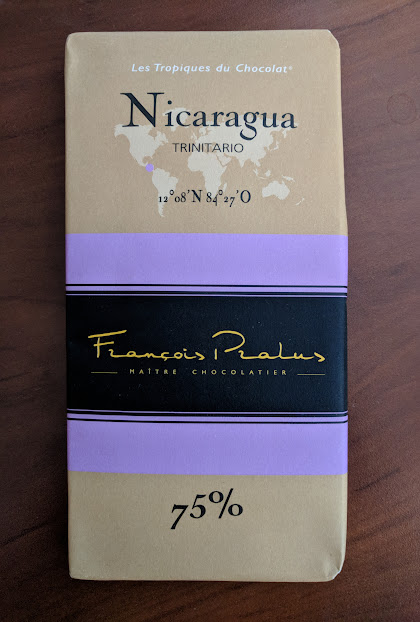 Les Tropiques du Chocolat®
Nicaragua
TRINITARIO
12°08'N 84°27'O
François Pralus
MAÎTRE CHOCOLATIER
75%